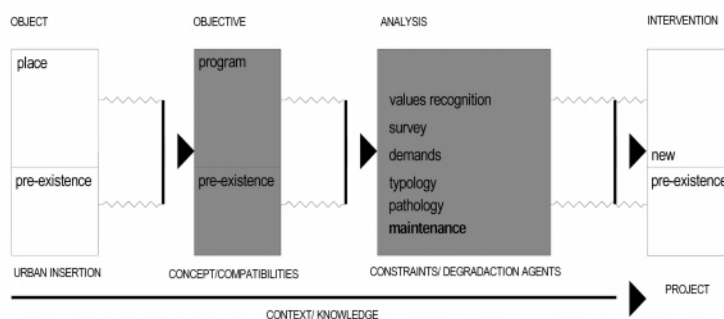 OBJECT
OBJECTIVE
ANALYSIS
INTERVENTION
place
pre-existence
program
pre-existence
values recognition
survey
demands
typology
pathology
maintenance
new
pre-existence
URBAN INSERTION
CONCEPT/COMPATIBILITIES
CONSTRAINTS/ DEGRADACTION AGENTS
PROJECT
CONTEXT/ KNOWLEDGE